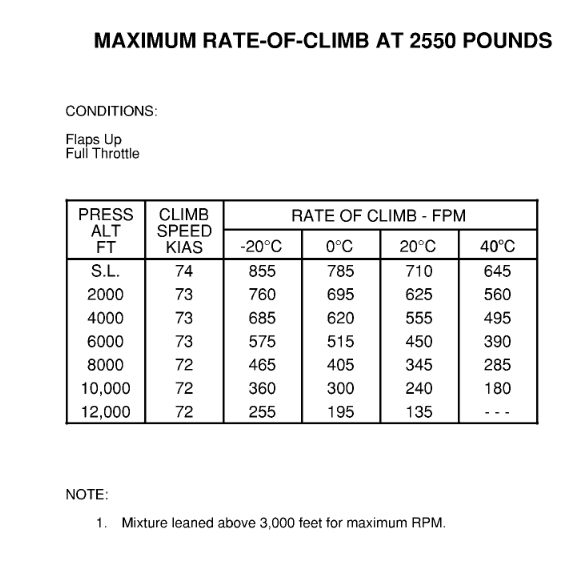 MAXIMUM RATE-OF-CLIMB AT 2550 POUNDS
CONDITIONS:
Flaps Up
Full Throttle
PRESS ALT FT CLIMB SPEED KIAS RATE OF CLIMB - FPM
-20°C 0°C 20°C 40°C
S.L. 74 855 785 710 645
2000 73 760 695 625 560
4000 73 685 620 555 495
6000 73 575 515 450 390
8000 72 465 405 345 285
10,000 72 360 300 240 180
12,000 72 255 195 135 - - -
NOTE:
1. Mixture leaned above 3,000 feet for maximum RPM.